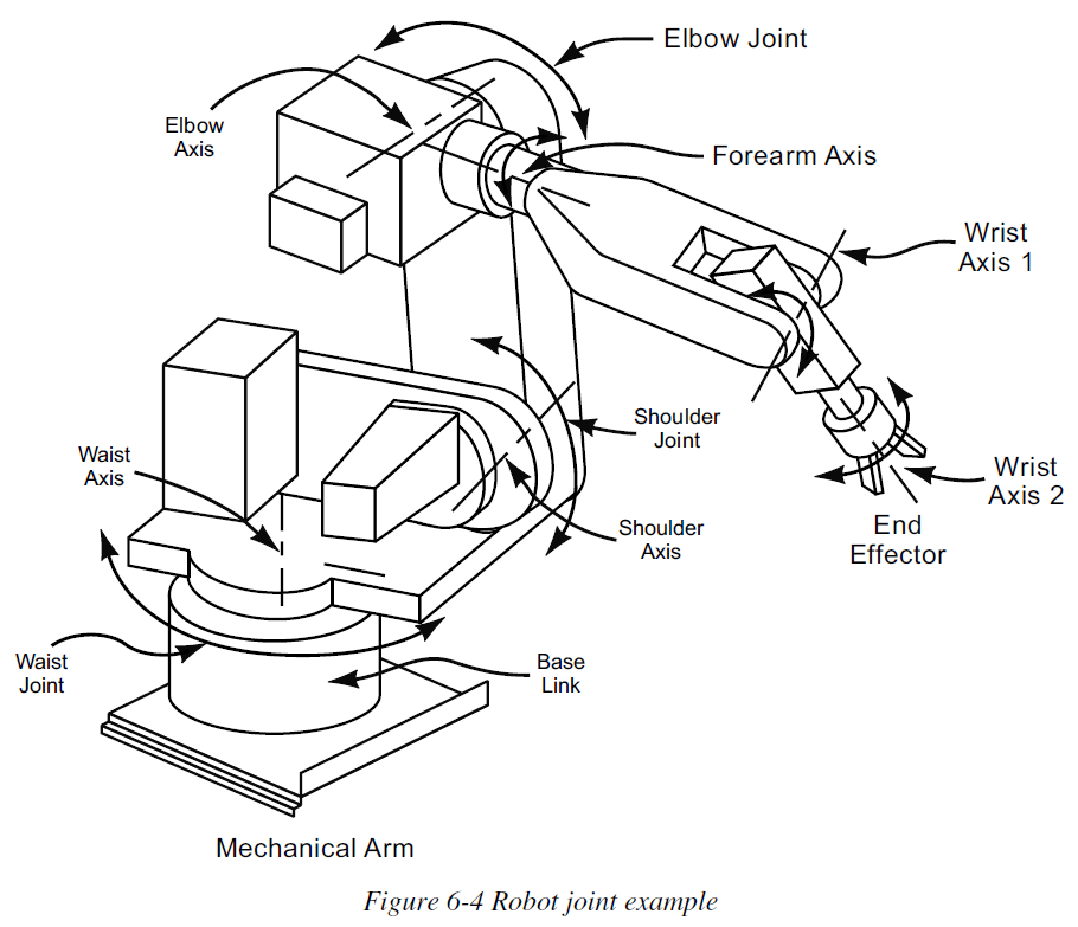 Elbow Joint
Elbow
Axis
Forearm Axis
Wrist
Axis 1
Shoulder
Joint
Waist
Axis
Wrist
Axis 2
Shoulder
Axis
End
Effector
Waist
Joint
Base
Link
Mechanical Arm
Figure 6-4 Robot joint example